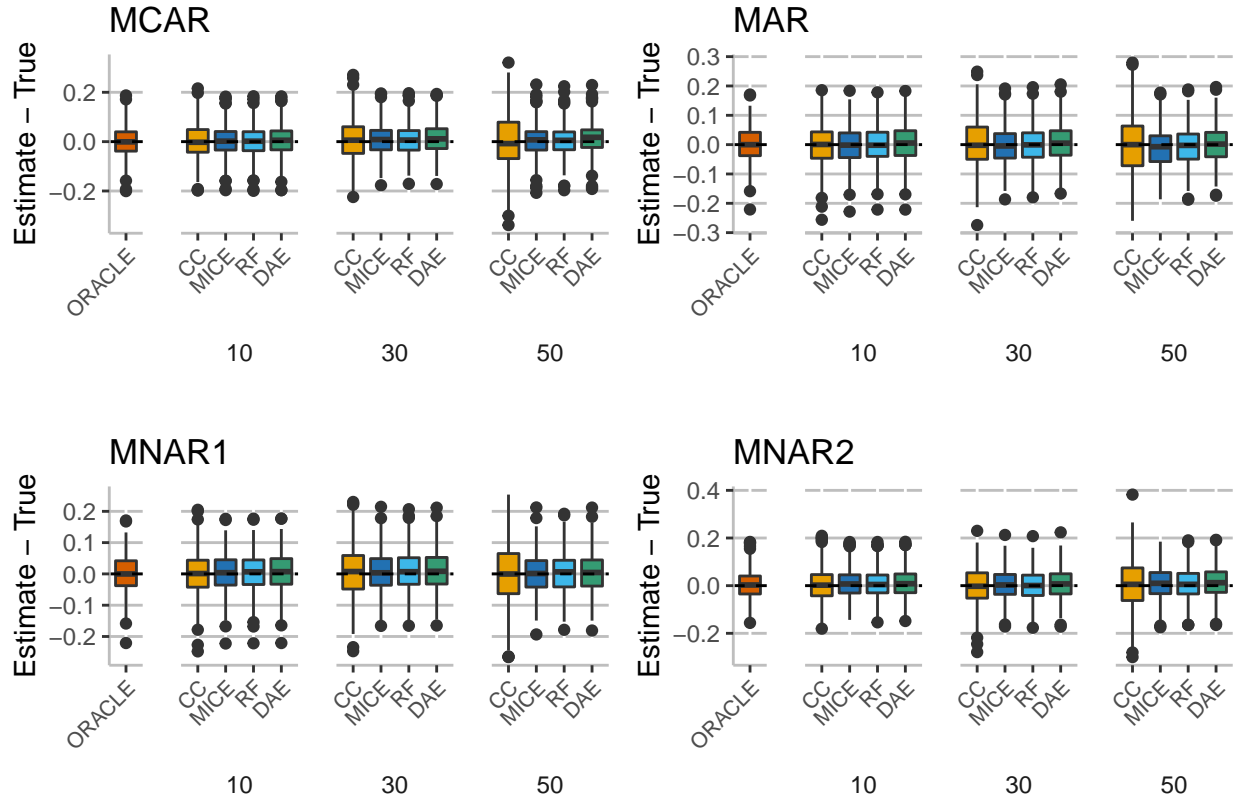 MCAR
Estimate – True
0.2
0.0
−0.2
ORACLE
CC
MICE
RF
DAE
CC
MICE
RF
DAE
CC
MICE
RF
DAE
10
30
50
MAR
Estimate – True
0.3
0.2
0.1
0.0
−0.1
−0.2
−0.3
ORACLE
CC
MICE
RF
DAE
CC
MICE
RF
DAE
CC
MICE
RF
DAE
10
30
50
MNAR1
Estimate – True
0.2
0.1
0.0
−0.1
−0.2
ORACLE
CC
MICE
RF
DAE
CC
MICE
RF
DAE
CC
MICE
RF
DAE
10
30
50
MNAR2
Estimate – True
0.4
0.2
0.0
−0.2
ORACLE
CC
MICE
RF
DAE
CC
MICE
RF
DAE
CC
MICE
RF
DAE
10
30
50